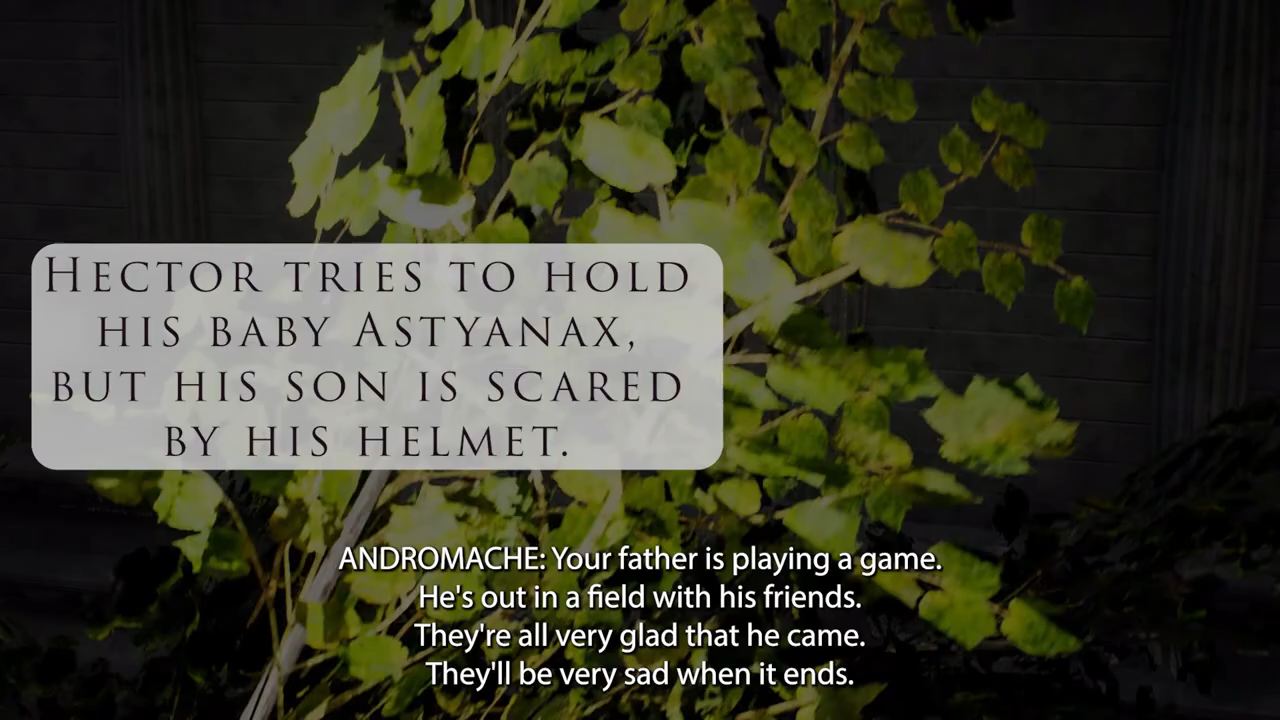 Hector tries to hold
his baby Astyanax,
but his son is scared
by his helmet.
ANDROMACHE: Your father is playing a game.
He's out in a field with his friends.
They're all very glad that he came.
They'll be very sad when it ends.